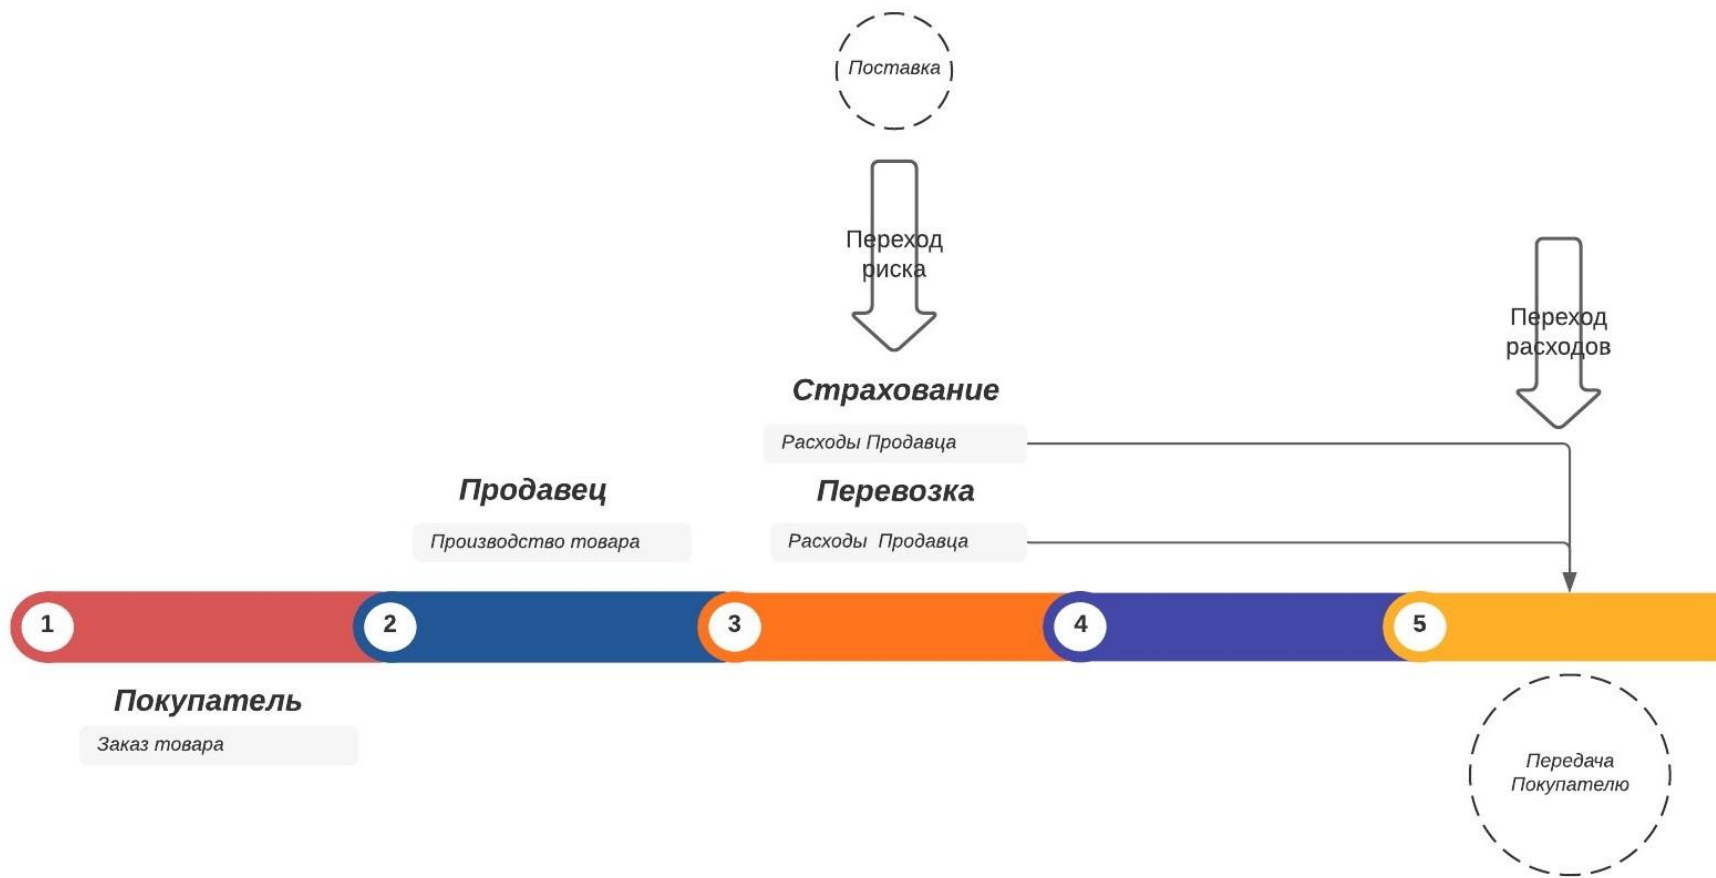 Поставка
Переход
риска
Переход
расходов
Страхование
Расходы Продавца
Продавец
Перевозка
Производство товара
Расходы Продавца
1
2
3
4
5
Покупатель
Заказ товара
Передача
Покупателю